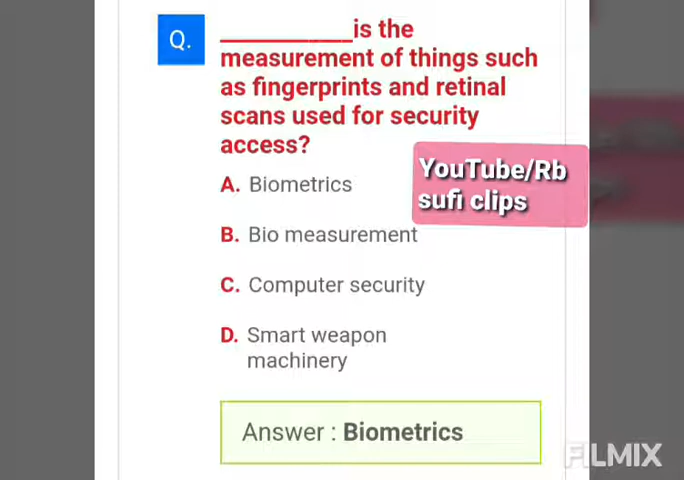 Q.
____________is the
measurement of things such
as fingerprints and retinal
scans used for security
access?
A. Biometrics
YouTube/Rb
sufi clips
B. Bio measurement
C. Computer security
D. Smart weapon
machinery
Answer : Biometrics
FILMIX